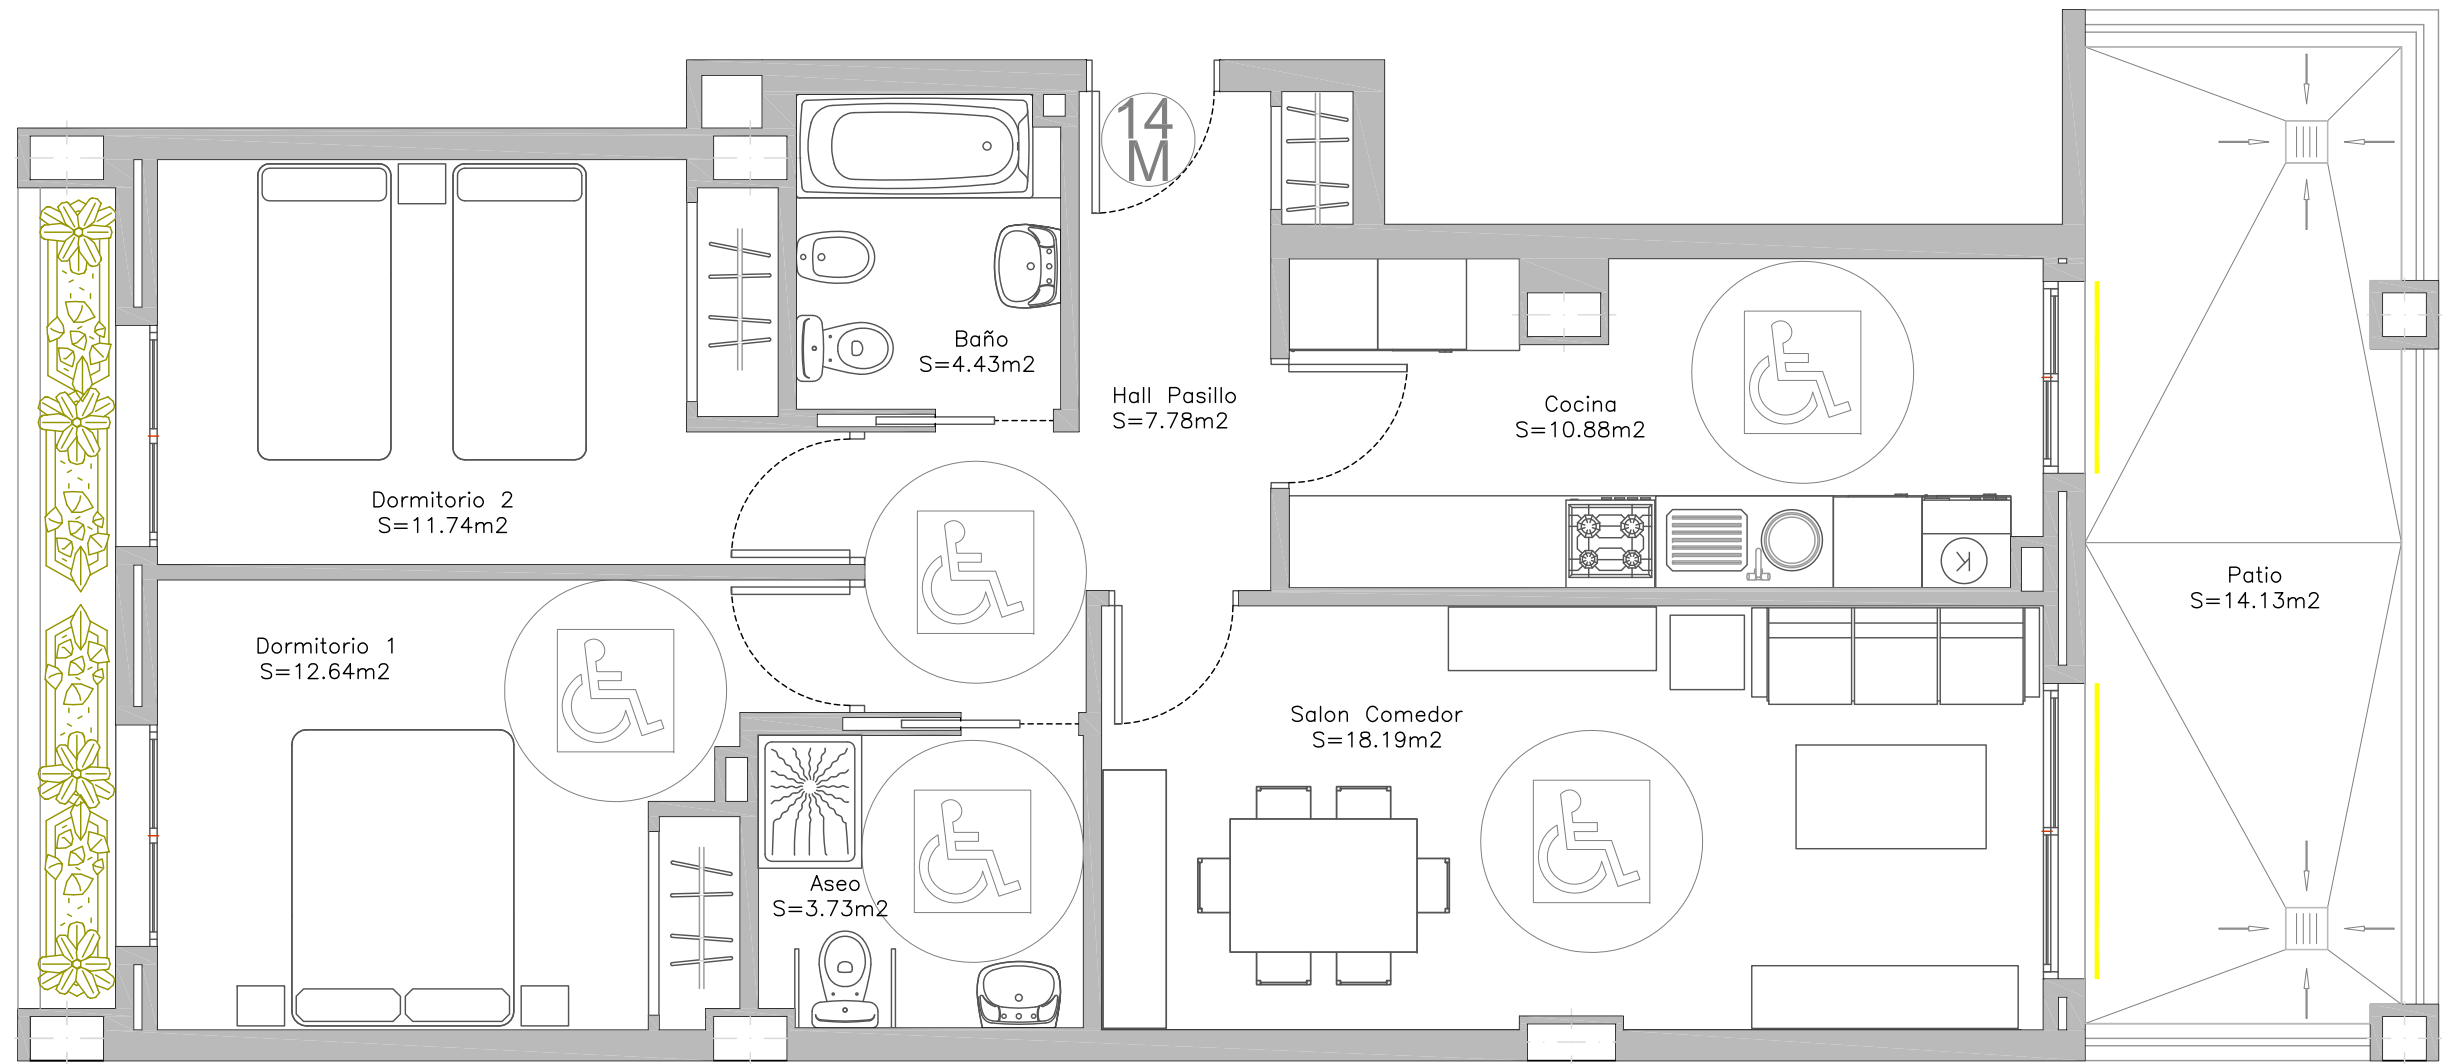 14
M
Baño
S=4.43m2
Hall Pasillo
S=7.78m2
Cocina
S=10.88m2
Dormitorio 2
S=11.74m2
K
Patio
S=14.13m2
Dormitorio 1
S=12.64m2
Salon Comedor
S=18.19m2
Aseo
S=3.73m2